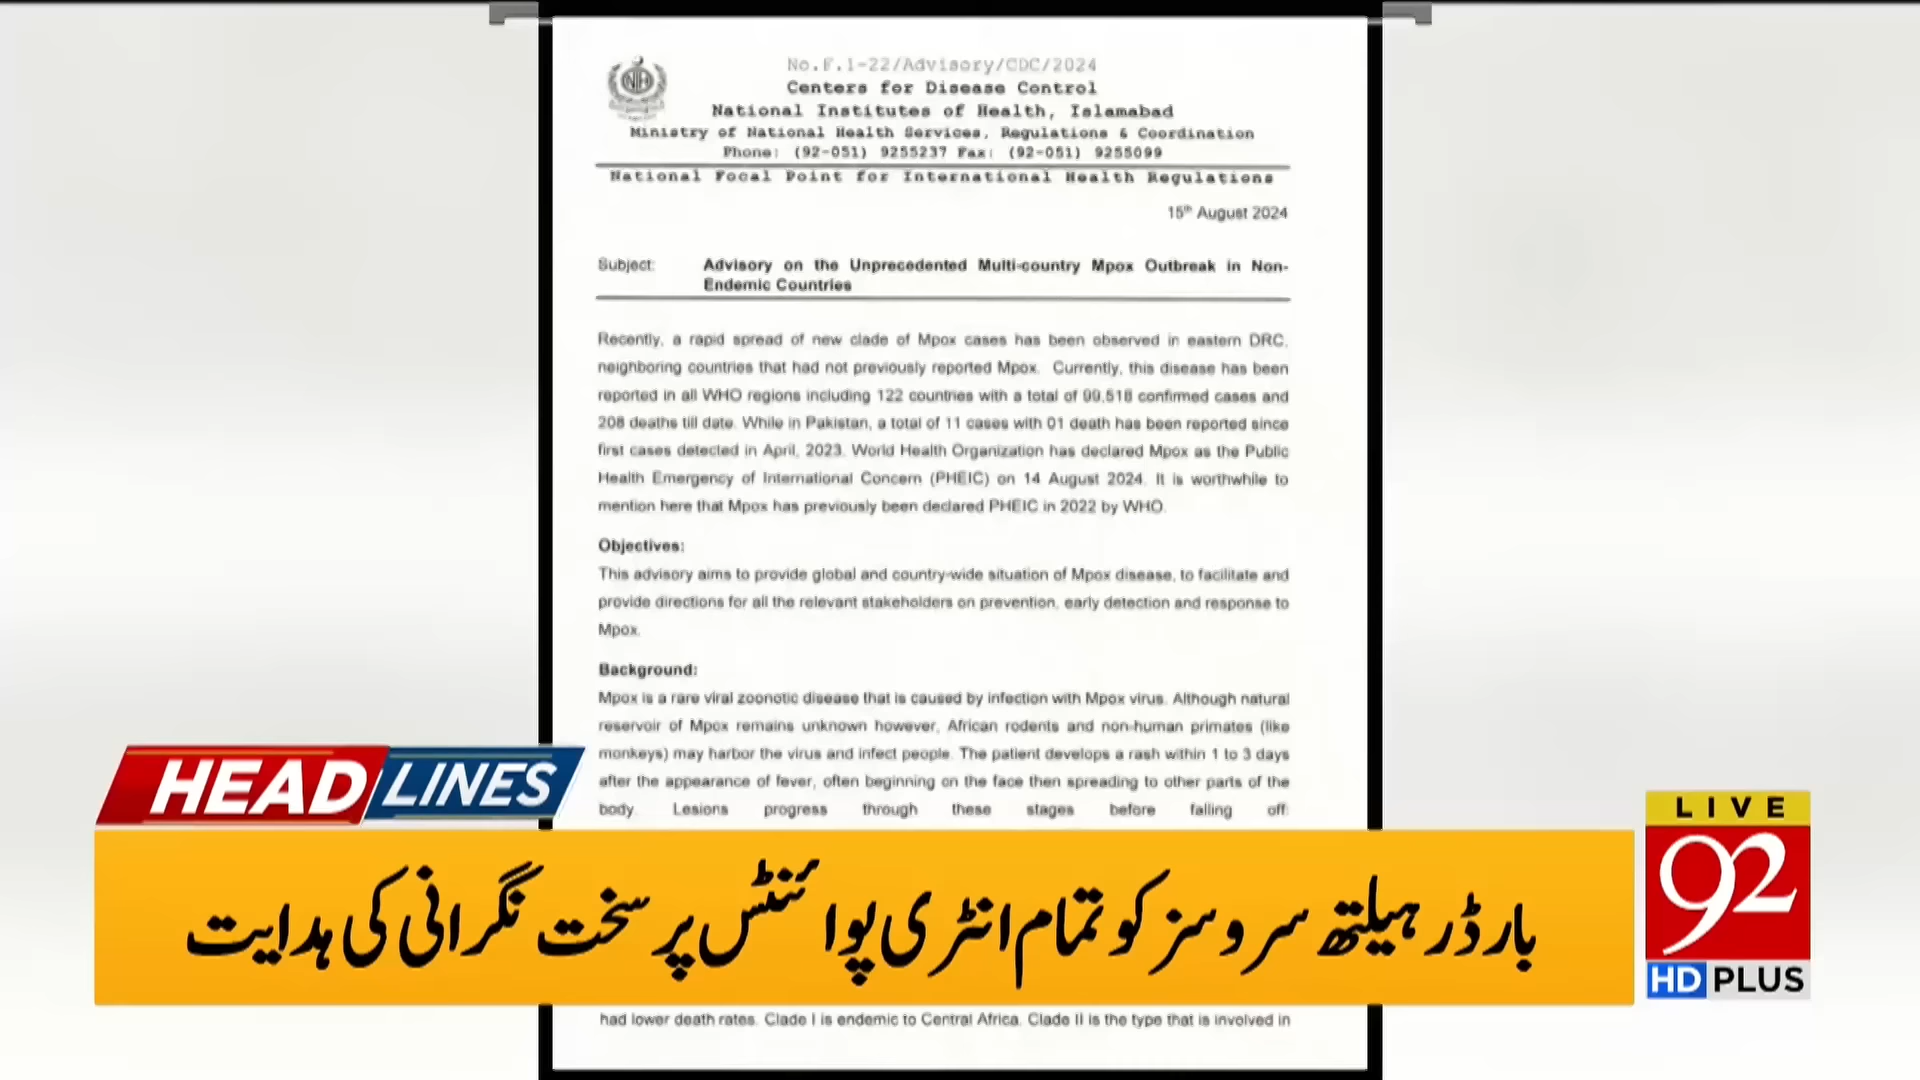 No.F.1-22/Advisory/CDC/2024
Centers for Disease Control
National Institutes of Health, Islamabad
Ministry of National Health Services, Regulations & Coordination
Phone: (92-051) 9255237 Fax: (92-051) 9255099
National Focal Point for International Health Regulations
15th August 2024
Subject: Advisory on the Unprecedented Multi-country Mpox Outbreak in Non-
Endemic Countries
Recently, a rapid spread of new clade of Mpox cases has been observed in eastern DRC,
neighboring countries that had not previously reported Mpox. Currently, this disease has been
reported in all WHO regions including 122 countries with a total of 99,518 confirmed cases and
208 deaths till date. While in Pakistan, a total of 11 cases with 01 death has been reported since
first cases detected in April, 2023. World Health Organization has declared Mpox as the Public
Health Emergency of International Concern (PHEIC) on 14 August 2024. It is worthwhile to
mention here that Mpox has previously been declared PHEIC in 2022 by WHO.
Objectives:
This advisory aims to provide global and country-wide situation of Mpox disease, to facilitate and
provide directions for all the relevant stakeholders on prevention, early detection and response to
Mpox.
Background:
Mpox is a rare viral zoonotic disease that is caused by infection with Mpox virus. Although natural
reservoir of Mpox remains unknown however, African rodents and non-human primates (like
monkeys) may harbor the virus and infect people. The patient develops a rash within 1 to 3 days
after the appearance of fever, often beginning on the face then spreading to other parts of the
body. Lesions progress through these stages before falling off:
HEADLINES
بارڈر ہیلتھ سروسز کو تمام انٹری پوائنٹس پر سخت نگرانی کی ہدایت
LIVE
92
HD PLUS
had lower death rates. Clade I is endemic to Central Africa. Clade II is the type that is involved in